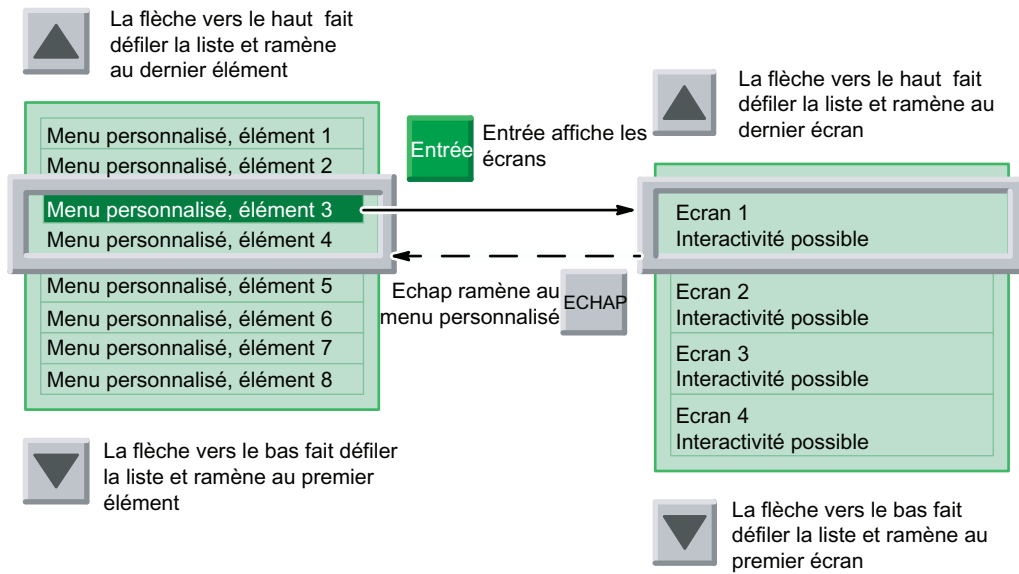 La flèche vers le haut fait
défiler la liste et ramène
au dernier élément
Menu personnalisé, élément 1
Menu personnalisé, élément 2
Menu personnalisé, élément 3
Menu personnalisé, élément 4
Menu personnalisé, élément 5
Menu personnalisé, élément 6
Menu personnalisé, élément 7
Menu personnalisé, élément 8
La flèche vers le bas fait défiler
la liste et ramène au premier
élément
Entrée
Entrée affiche les
écrans
Echap ramène au
menu personnalisé
ECHAP
La flèche vers le haut fait
défiler la liste et ramène au
dernier écran
Ecran 1
Interactivité possible
Ecran 2
Interactivité possible
Ecran 3
Interactivité possible
Ecran 4
Interactivité possible
La flèche vers le bas fait
défiler la liste et ramène au
premier écran